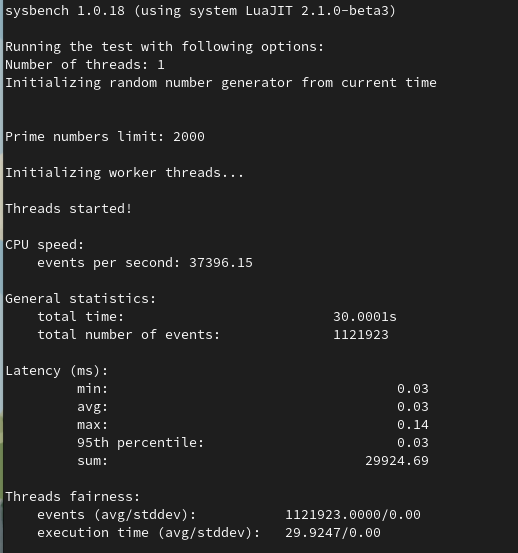 sysbench 1.0.18 (using system LuaJIT 2.1.0-beta3)
Running the test with following options:
Number of threads: 1
Initializing random number generator from current time
Prime numbers limit: 2000
Initializing worker threads...
Threads started!
CPU speed:
events per second: 37396.15
General statistics:
total time: 30.0001s
total number of events: 1121923
Latency (ms):
min: 0.03
avg: 0.03
max: 0.14
95th percentile: 0.03
sum: 29924.69
Threads fairness:
events (avg/stddev): 1121923.0000/0.00
execution time (avg/stddev): 29.9247/0.00